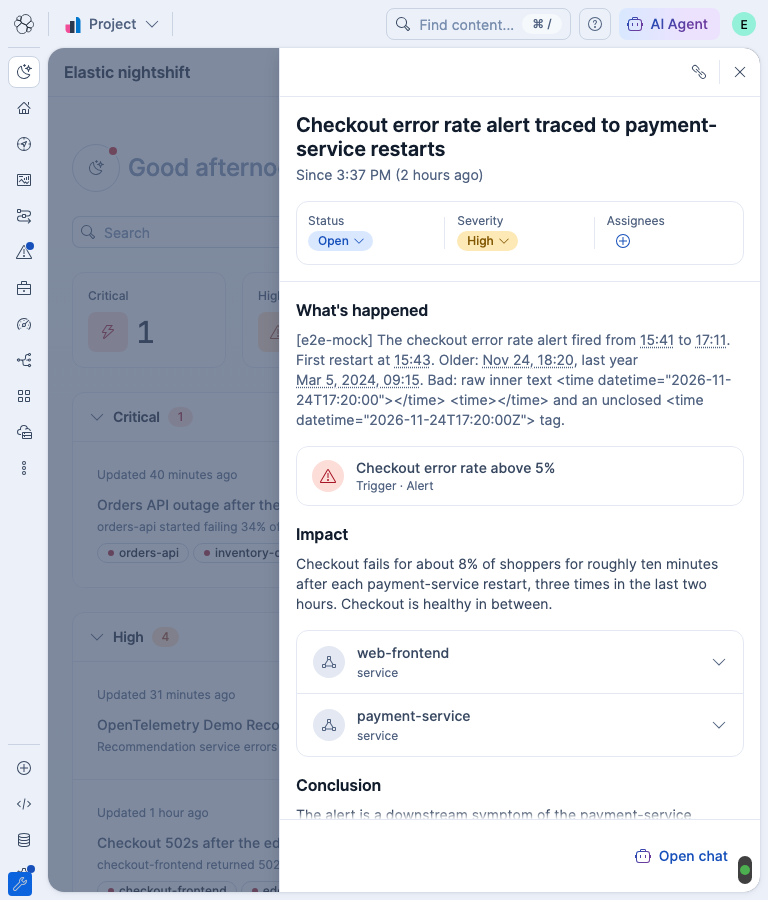 Project
Find content...
⌘ /
AI Agent
E
Elastic nightshift
Good afterno
Search
Critical
1
High
Critical
1
Updated 40 minutes ago
Orders API outage after the
orders-api started failing 34% of
orders-api
inventory-c
High
4
Updated 31 minutes ago
OpenTelemetry Demo Reco
Recommendation service errors
Updated 1 hour ago
Checkout 502s after the ed
checkout-frontend returned 502
checkout-frontend
edg
Checkout error rate alert traced to payment-
service restarts
Since 3:37 PM (2 hours ago)
Status
Open
Severity
High
Assignees
What's happened
[e2e-mock] The checkout error rate alert fired from 15:41 to 17:11.
First restart at 15:43. Older: Nov 24, 18:20, last year
Mar 5, 2024, 09:15. Bad: raw inner text <time datetime="2026-11-
24T17:20:00"></time> <time></time> and an unclosed <time
datetime="2026-11-24T17:20:00Z"> tag.
Checkout error rate above 5%
Trigger · Alert
Impact
Checkout fails for about 8% of shoppers for roughly ten minutes
after each payment-service restart, three times in the last two
hours. Checkout is healthy in between.
web-frontend
service
payment-service
service
Conclusion
The alert is a downstream symptom of the payment-service
Open chat